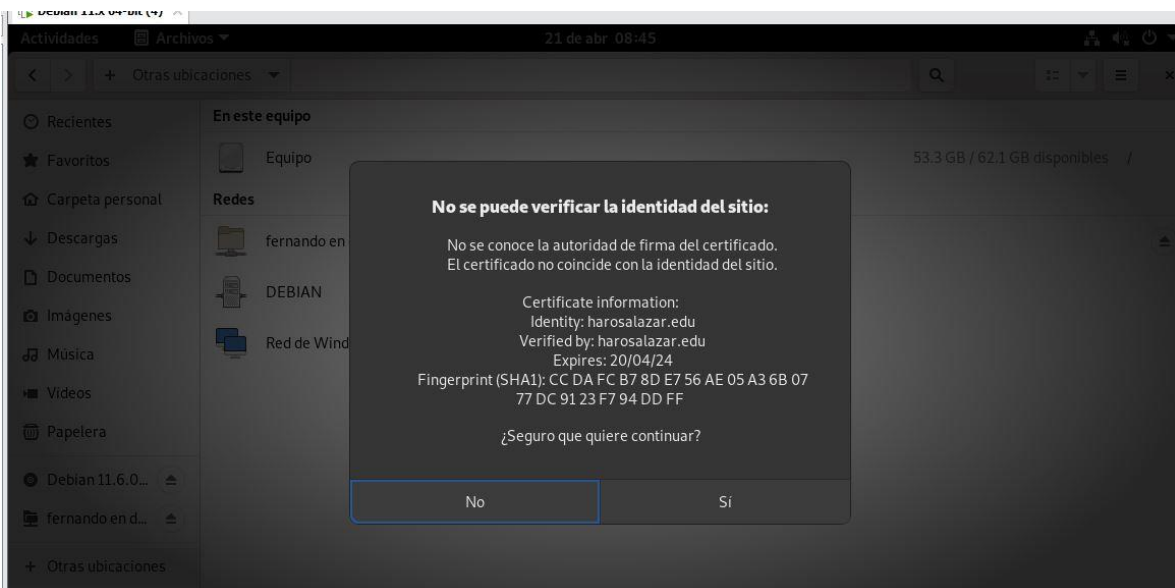 Debian 11.x 64-bit (4)
Actividades Archivos 21 de abr 08:45
+ Otras ubicaciones
Recientes
Favoritos
Carpeta personal
Descargas
Documentos
Imágenes
Música
Vídeos
Papelera
Debian 11.6.0...
fernando en d...
+ Otras ubicaciones
En este equipo
Equipo 53.3 GB / 62.1 GB disponibles /
Redes
fernando en
DEBIAN
Red de Wind
No se puede verificar la identidad del sitio:
No se conoce la autoridad de firma del certificado.
El certificado no coincide con la identidad del sitio.
Certificate information:
Identity: harosalazar.edu
Verified by: harosalazar.edu
Expires: 20/04/24
Fingerprint (SHA1): CC DA FC B7 8D E7 56 AE 05 A3 6B 07
77 DC 91 23 F7 94 DD FF
¿Seguro que quiere continuar?
No Sí